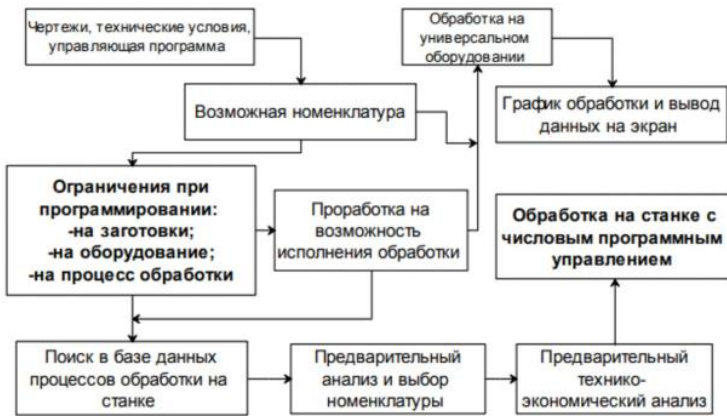 Чертежи, технические условия,
управляющая программа
Обработка на
универсальном
оборудовании
Возможная номенклатура
График обработки и вывод
данных на экран
Ограничения при
программировании:
-на заготовки;
-на оборудование;
-на процесс обработки
Проработка на
возможность
исполнения обработки
Обработка на станке с
числовым программным
управлением
Поиск в базе данных
процессов обработки на
станке
Предварительный
анализ и выбор
номенклатуры
Предварительный
технико-
экономический анализ